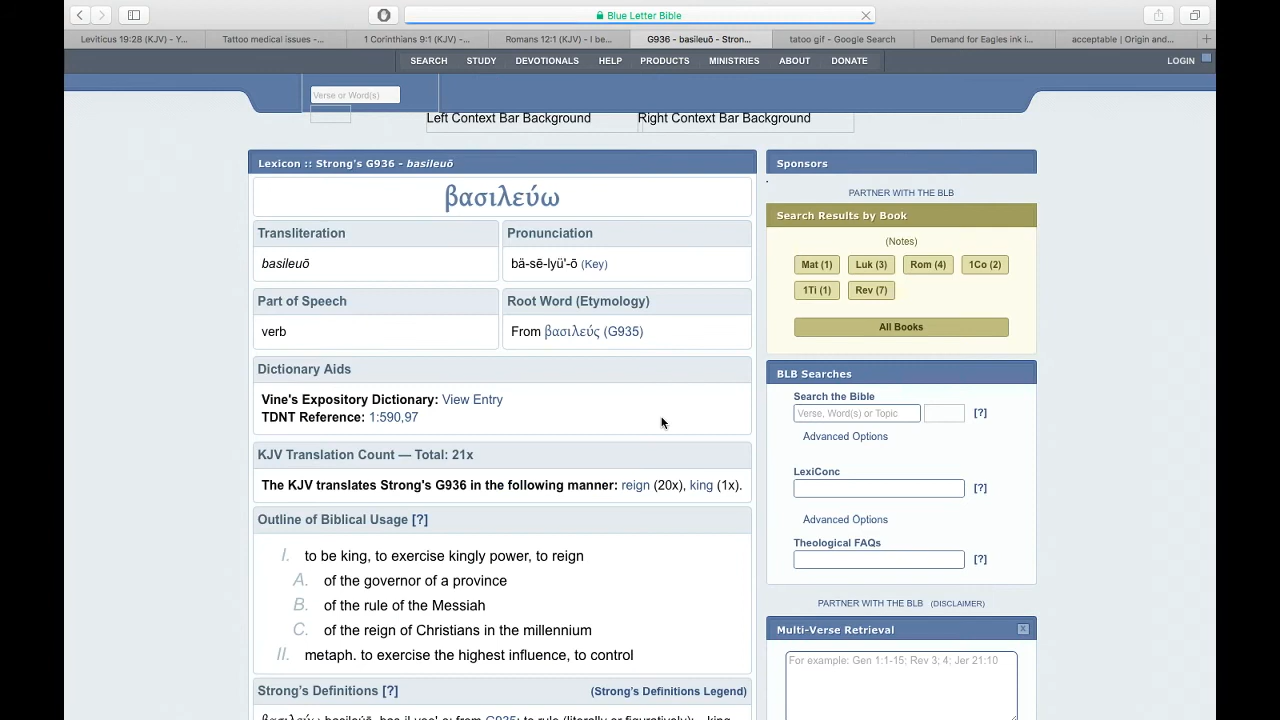 Blue Letter Bible
Leviticus 19:28 (KJV) - Y...
Tattoo medical issues -...
1 Corinthians 9:1 (KJV) -...
Romans 12:1 (KJV) - I be...
G936 - basileuō - Stron...
tatoo gif - Google Search
Demand for Eagles ink i...
acceptable | Origin and...
SEARCH STUDY DEVOTIONALS HELP PRODUCTS MINISTRIES ABOUT DONATE LOGIN
Verse or Word(s)
Left Context Bar Background
Right Context Bar Background
Lexicon :: Strong's G936 - basileuō
βασιλεύω
Transliteration
basileuō
Pronunciation
bä-sē-lyü'-ō (Key)
Part of Speech
verb
Root Word (Etymology)
From βασιλεύς (G935)
Dictionary Aids
Vine's Expository Dictionary: View Entry
TDNT Reference: 1:590,97
KJV Translation Count — Total: 21x
The KJV translates Strong's G936 in the following manner: reign (20x), king (1x).
Outline of Biblical Usage [?]
I. to be king, to exercise kingly power, to reign
A. of the governor of a province
B. of the rule of the Messiah
C. of the reign of Christians in the millennium
II. metaph. to exercise the highest influence, to control
Strong's Definitions [?] (Strong's Definitions Legend)
Sponsors
PARTNER WITH THE BLB
Search Results by Book
(Notes)
Mat (1) Luk (3) Rom (4) 1Co (2)
1Ti (1) Rev (7)
All Books
BLB Searches
Search the Bible
Verse, Word(s) or Topic [?]
Advanced Options
LexiConc
[?]
Advanced Options
Theological FAQs
[?]
PARTNER WITH THE BLB (DISCLAIMER)
Multi-Verse Retrieval x
For example: Gen 1:1-15; Rev 3; 4; Jer 21:10